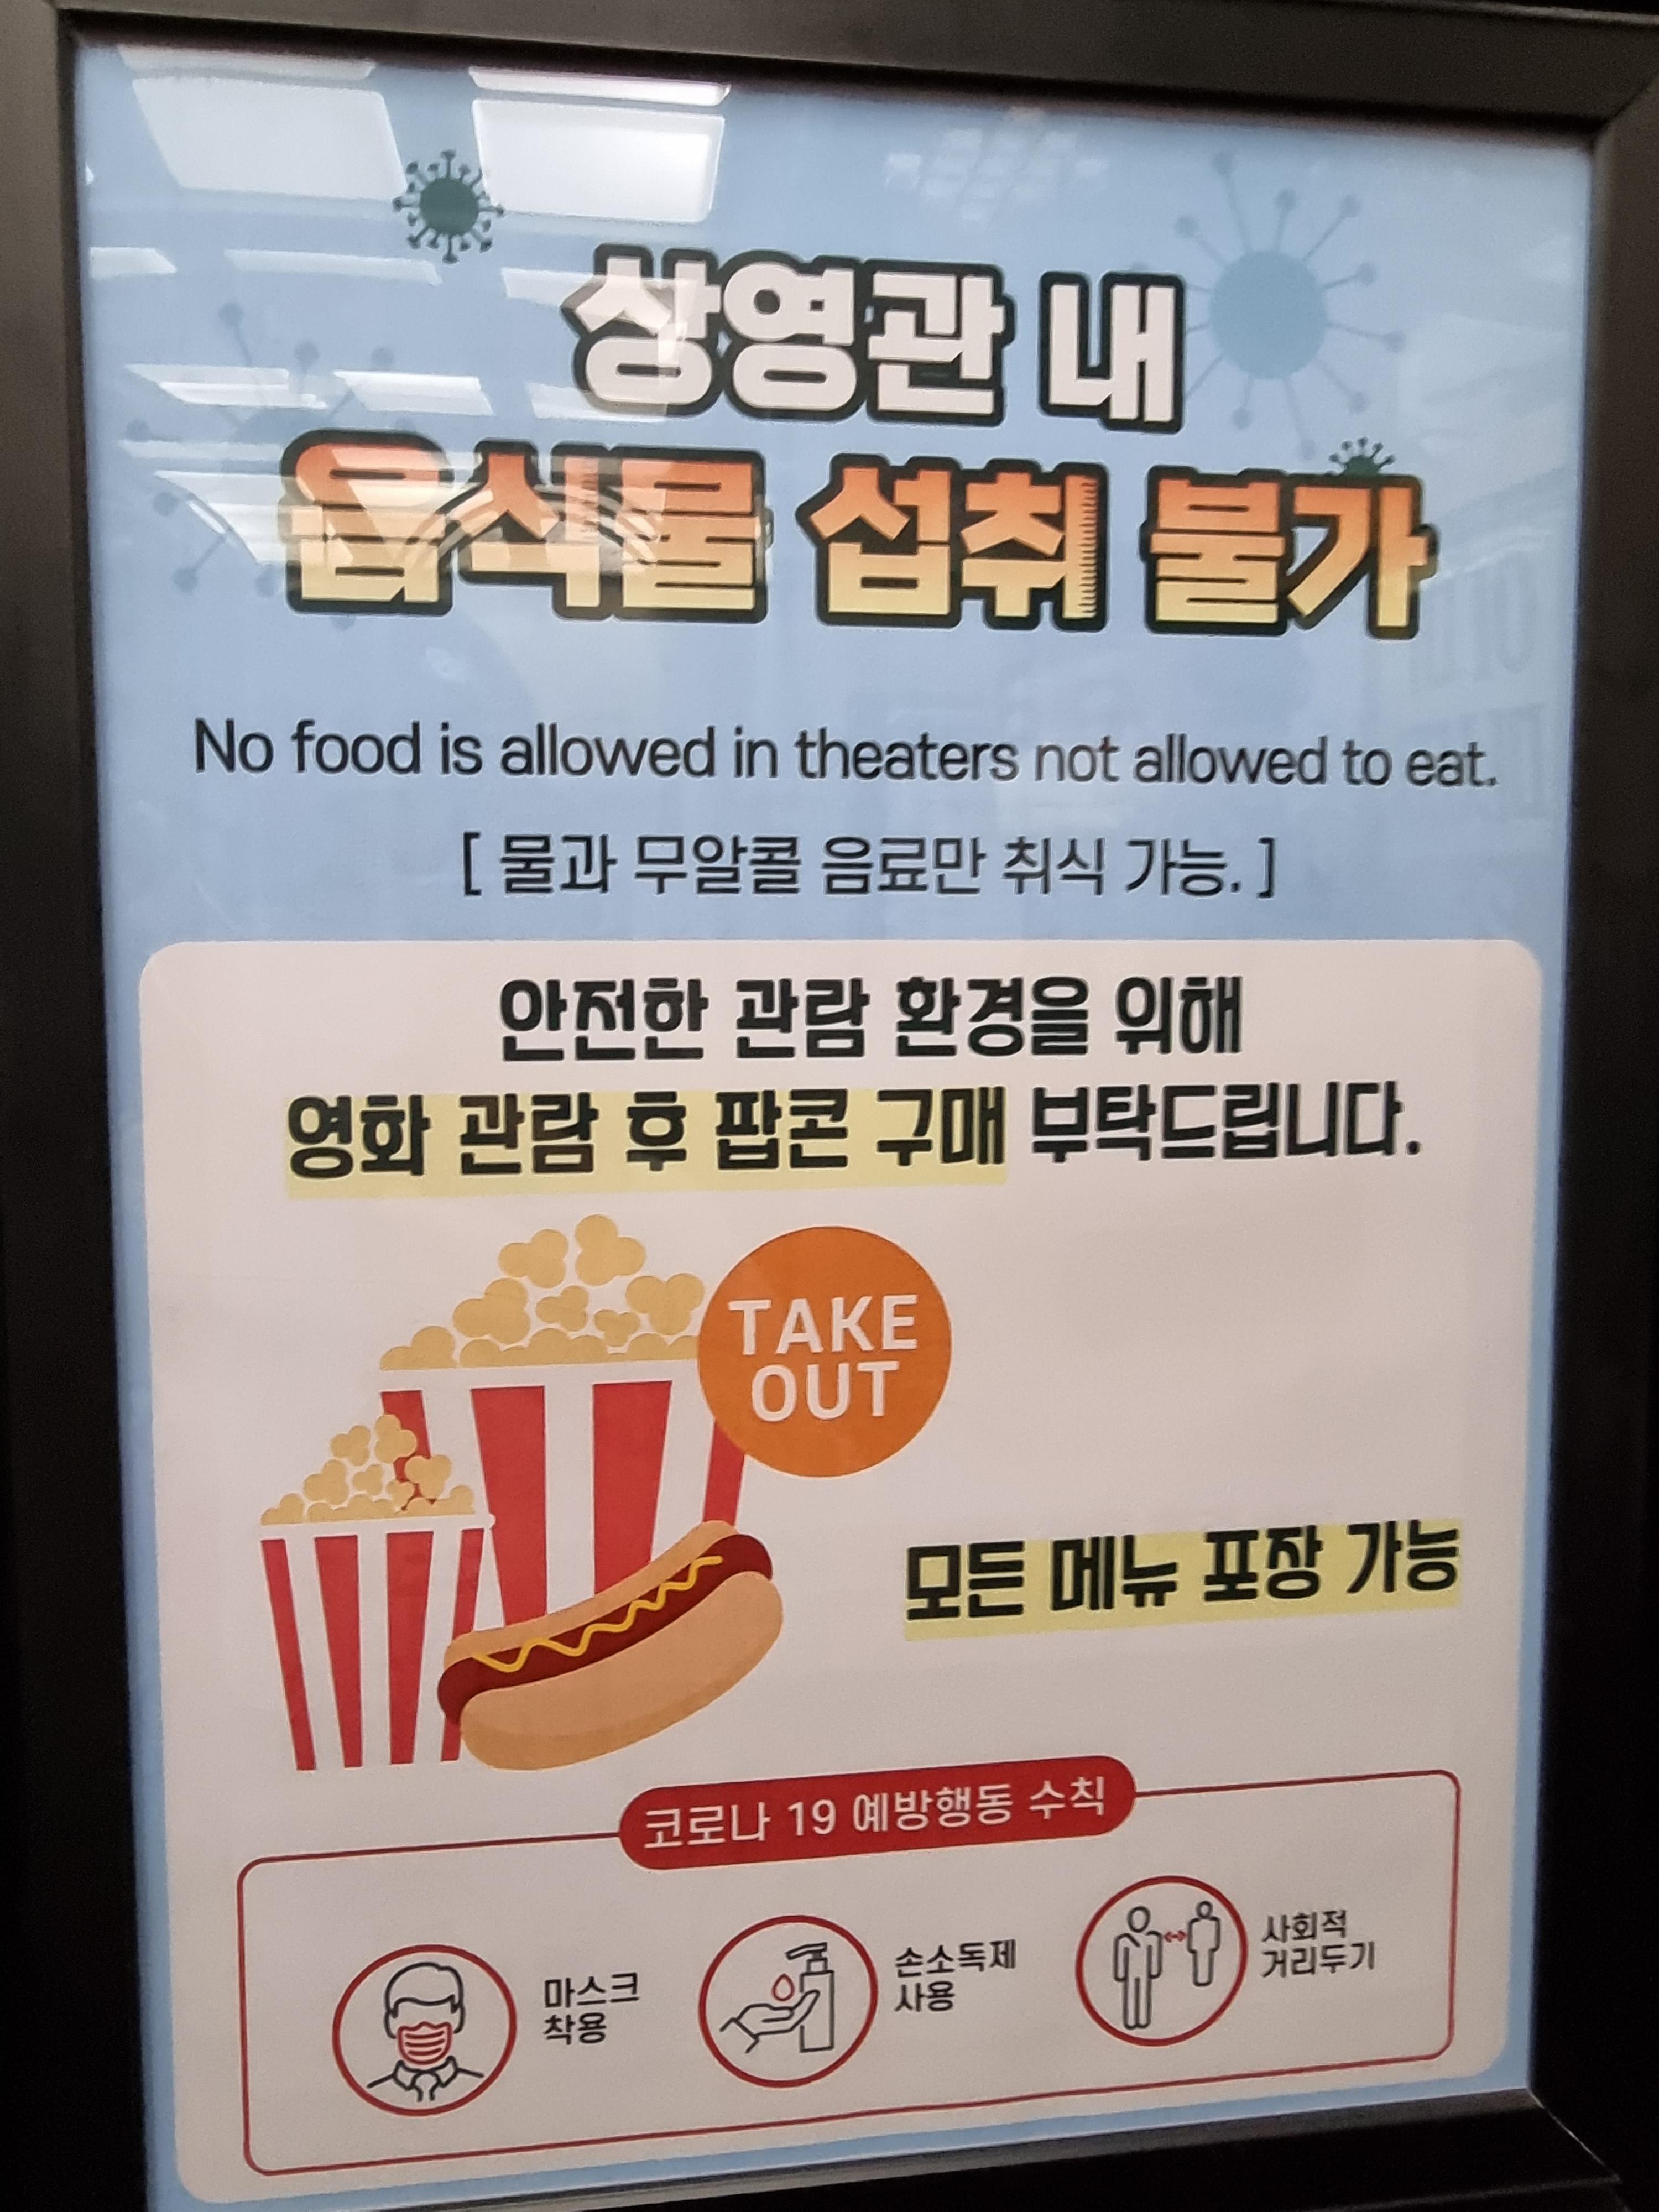 상영관 내
음식물 섭취 불가
No food is allowed in theaters not allowed to eat.
[ 물과 무알콜 음료만 취식 가능. ]
안전한 관람 환경을 위해
영화 관람 후 팝콘 구매 부탁드립니다.
TAKE
OUT
모든 메뉴 포장 가능
코로나 19 예방행동 수칙
마스크
착용
손소독제
사용
사회적
거리두기